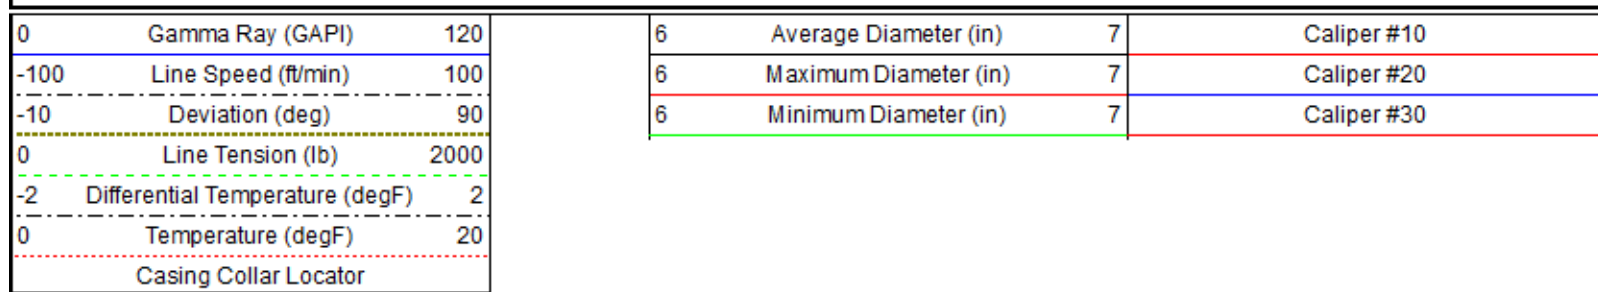 0 Gamma Ray (GAPI) 120
-100 Line Speed (ft/min) 100
-10 Deviation (deg) 90
0 Line Tension (lb) 2000
-2 Differential Temperature (degF) 2
0 Temperature (degF) 20
Casing Collar Locator
6 Average Diameter (in) 7
6 Maximum Diameter (in) 7
6 Minimum Diameter (in) 7
Caliper #10
Caliper #20
Caliper #30